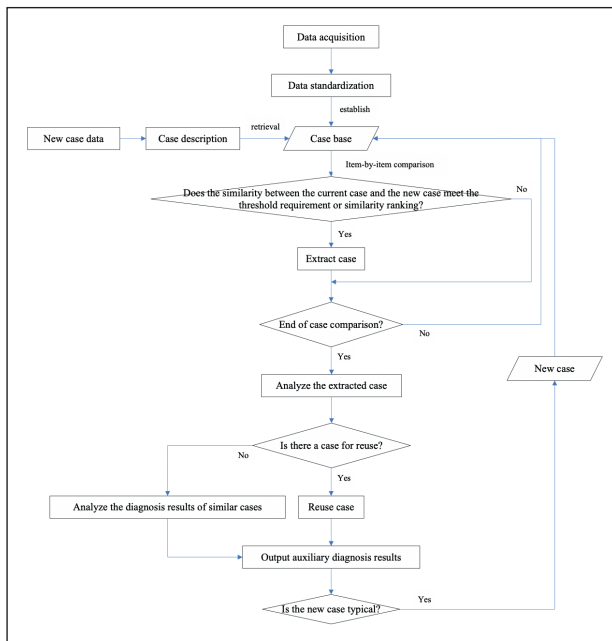 Data acquisition
Data standardization
establish
retrieval
New case data
Case description
Case base
Item-by-item comparison
Does the similarity between the current case and the new case meet the
threshold requirement or similarity ranking?
No
Yes
Extract case
End of case comparison?
No
Yes
New case
Analyze the extracted case
Is there a case for reuse?
No
Yes
Analyze the diagnosis results of similar cases
Reuse case
Output auxiliary diagnosis results
Is the new case typical?
Yes